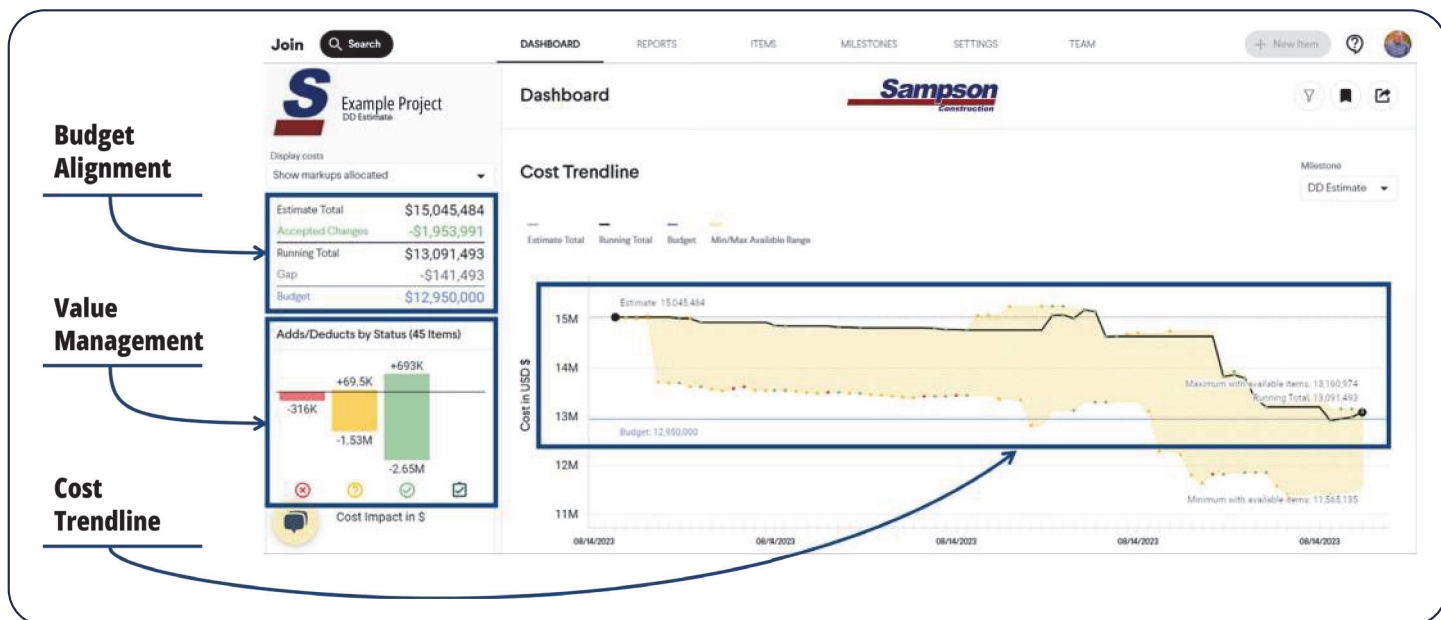 Join
Search
DASHBOARD
REPORTS
ITEMS
MILESTONES
SETTINGS
TEAM
+ New Item
S
Example Project
DD Estimate
Dashboard
Sampson
Construction
Budget
Alignment
Display costs
Show markups allocated
Cost Trendline
Milestone
DD Estimate
Estimate Total $15,045,484
Accepted Changes -$1,953,991
Running Total $13,091,493
Gap -$141,493
Budget $12,950,000
Estimate Total Running Total Budget Min/Max Available Range
Value
Management
Adds/Deducts by Status (45 Items)
+693K
+69.5K
-316K
-1.53M
-2.65M
Cost Impact in $
Cost
Trendline
Cost in USD $
15M
14M
13M
12M
11M
Estimate: 15,045,484
Maximum with available items: 13,160,974
Running Total: 13,091,493
Budget: 12,950,000
Minimum with available items: 11,565,135
08/14/2023 08/14/2023 08/14/2023 08/14/2023 08/14/2023